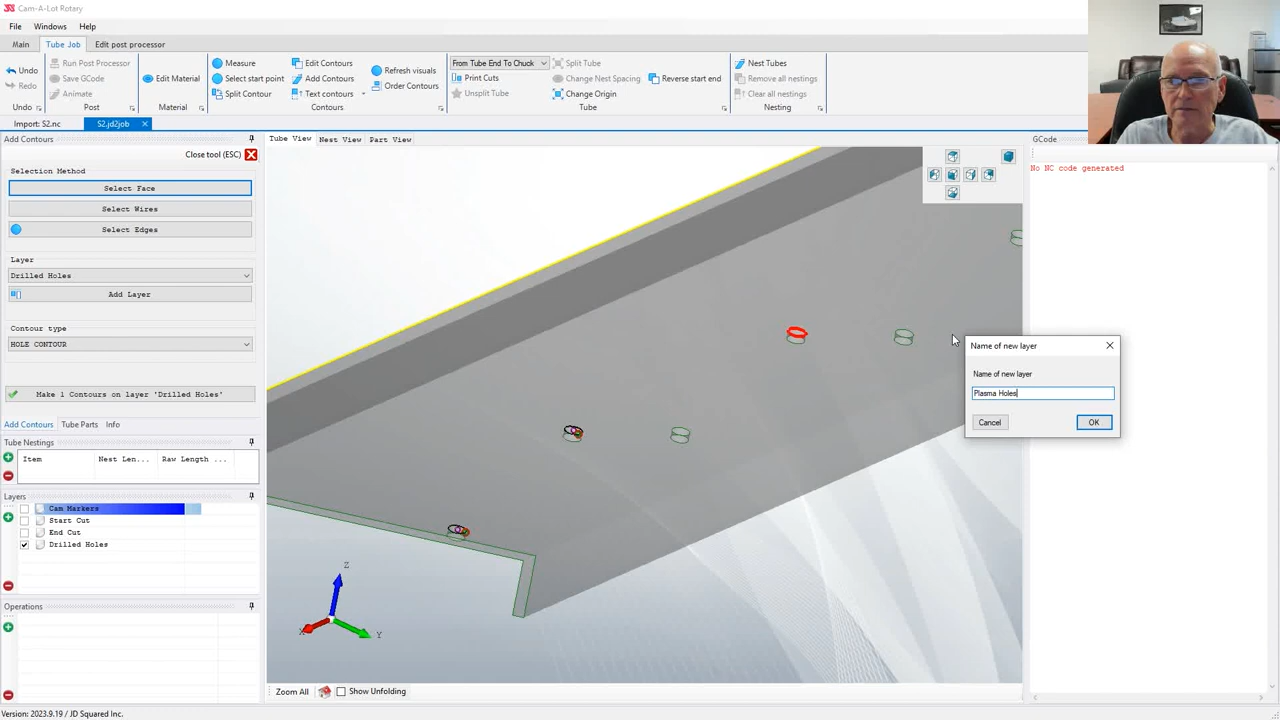 Cam-A-Lot Rotary
File Windows Help
Main Tube Job Edit post processor
Undo
Redo
Undo
Run Post Processor
Save GCode
Animate
Post
Edit Material
Material
Measure
Select start point
Split Contour
Edit Contours
Add Contours
Text contours
Refresh visuals
Order Contours
Contours
From Tube End To Chuck
Print Cuts
Unsplit Tube
Split Tube
Change Nest Spacing
Change Origin
Reverse start end
Tube
Nest Tubes
Remove all nestings
Clear all nestings
Nesting
Import: S2.nc S2.jd2job
Add Contours
Close tool (ESC)
Selection Method
Select Face
Select Wires
Select Edges
Layer
Drilled Holes
Add Layer
Contour type
HOLE CONTOUR
Make 1 Contours on layer 'Drilled Holes'
Add Contours Tube Parts Info
Tube Nestings
Item Nest Len... Raw Length ...
Layers
Cam Markers
Start Cut
End Cut
Drilled Holes
Operations
Tube View Nest View Part View
Z
X
Y
Zoom All Show Unfolding
GCode
No NC code generated
Name of new layer
Name of new layer
Plasma Holes
Cancel OK
Version: 2023.9.19 / JD Squared Inc.